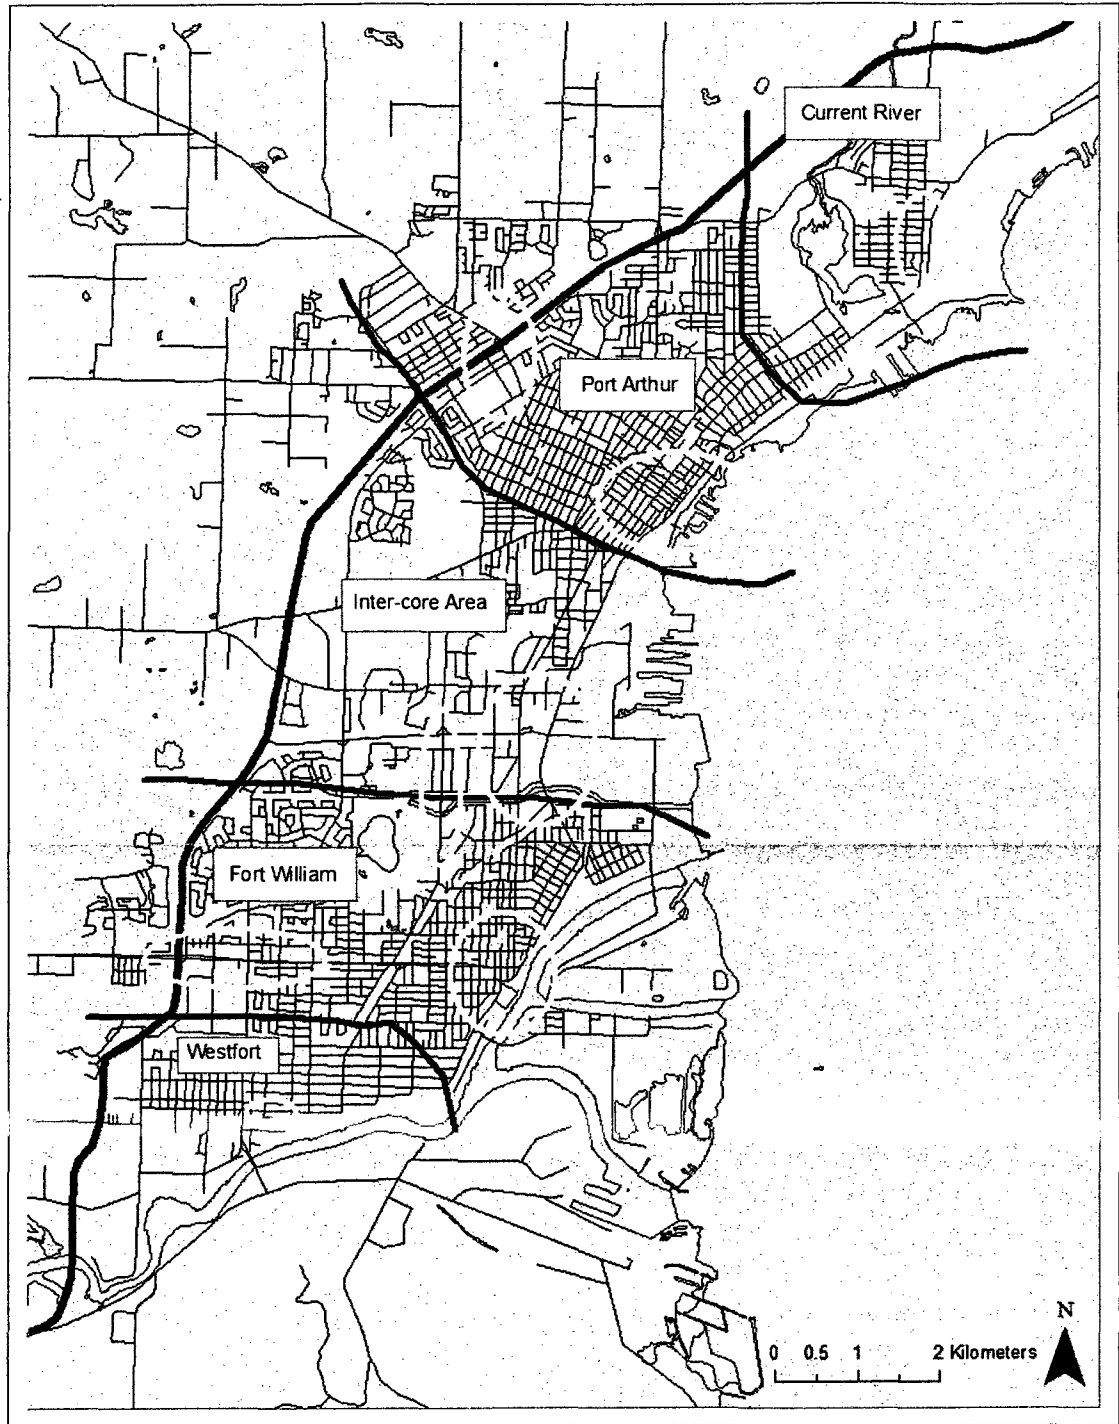 Current River
Port Arthur
Inter-core Area
Fort William
Westfort
N
0 0.5 1 2 Kilometers